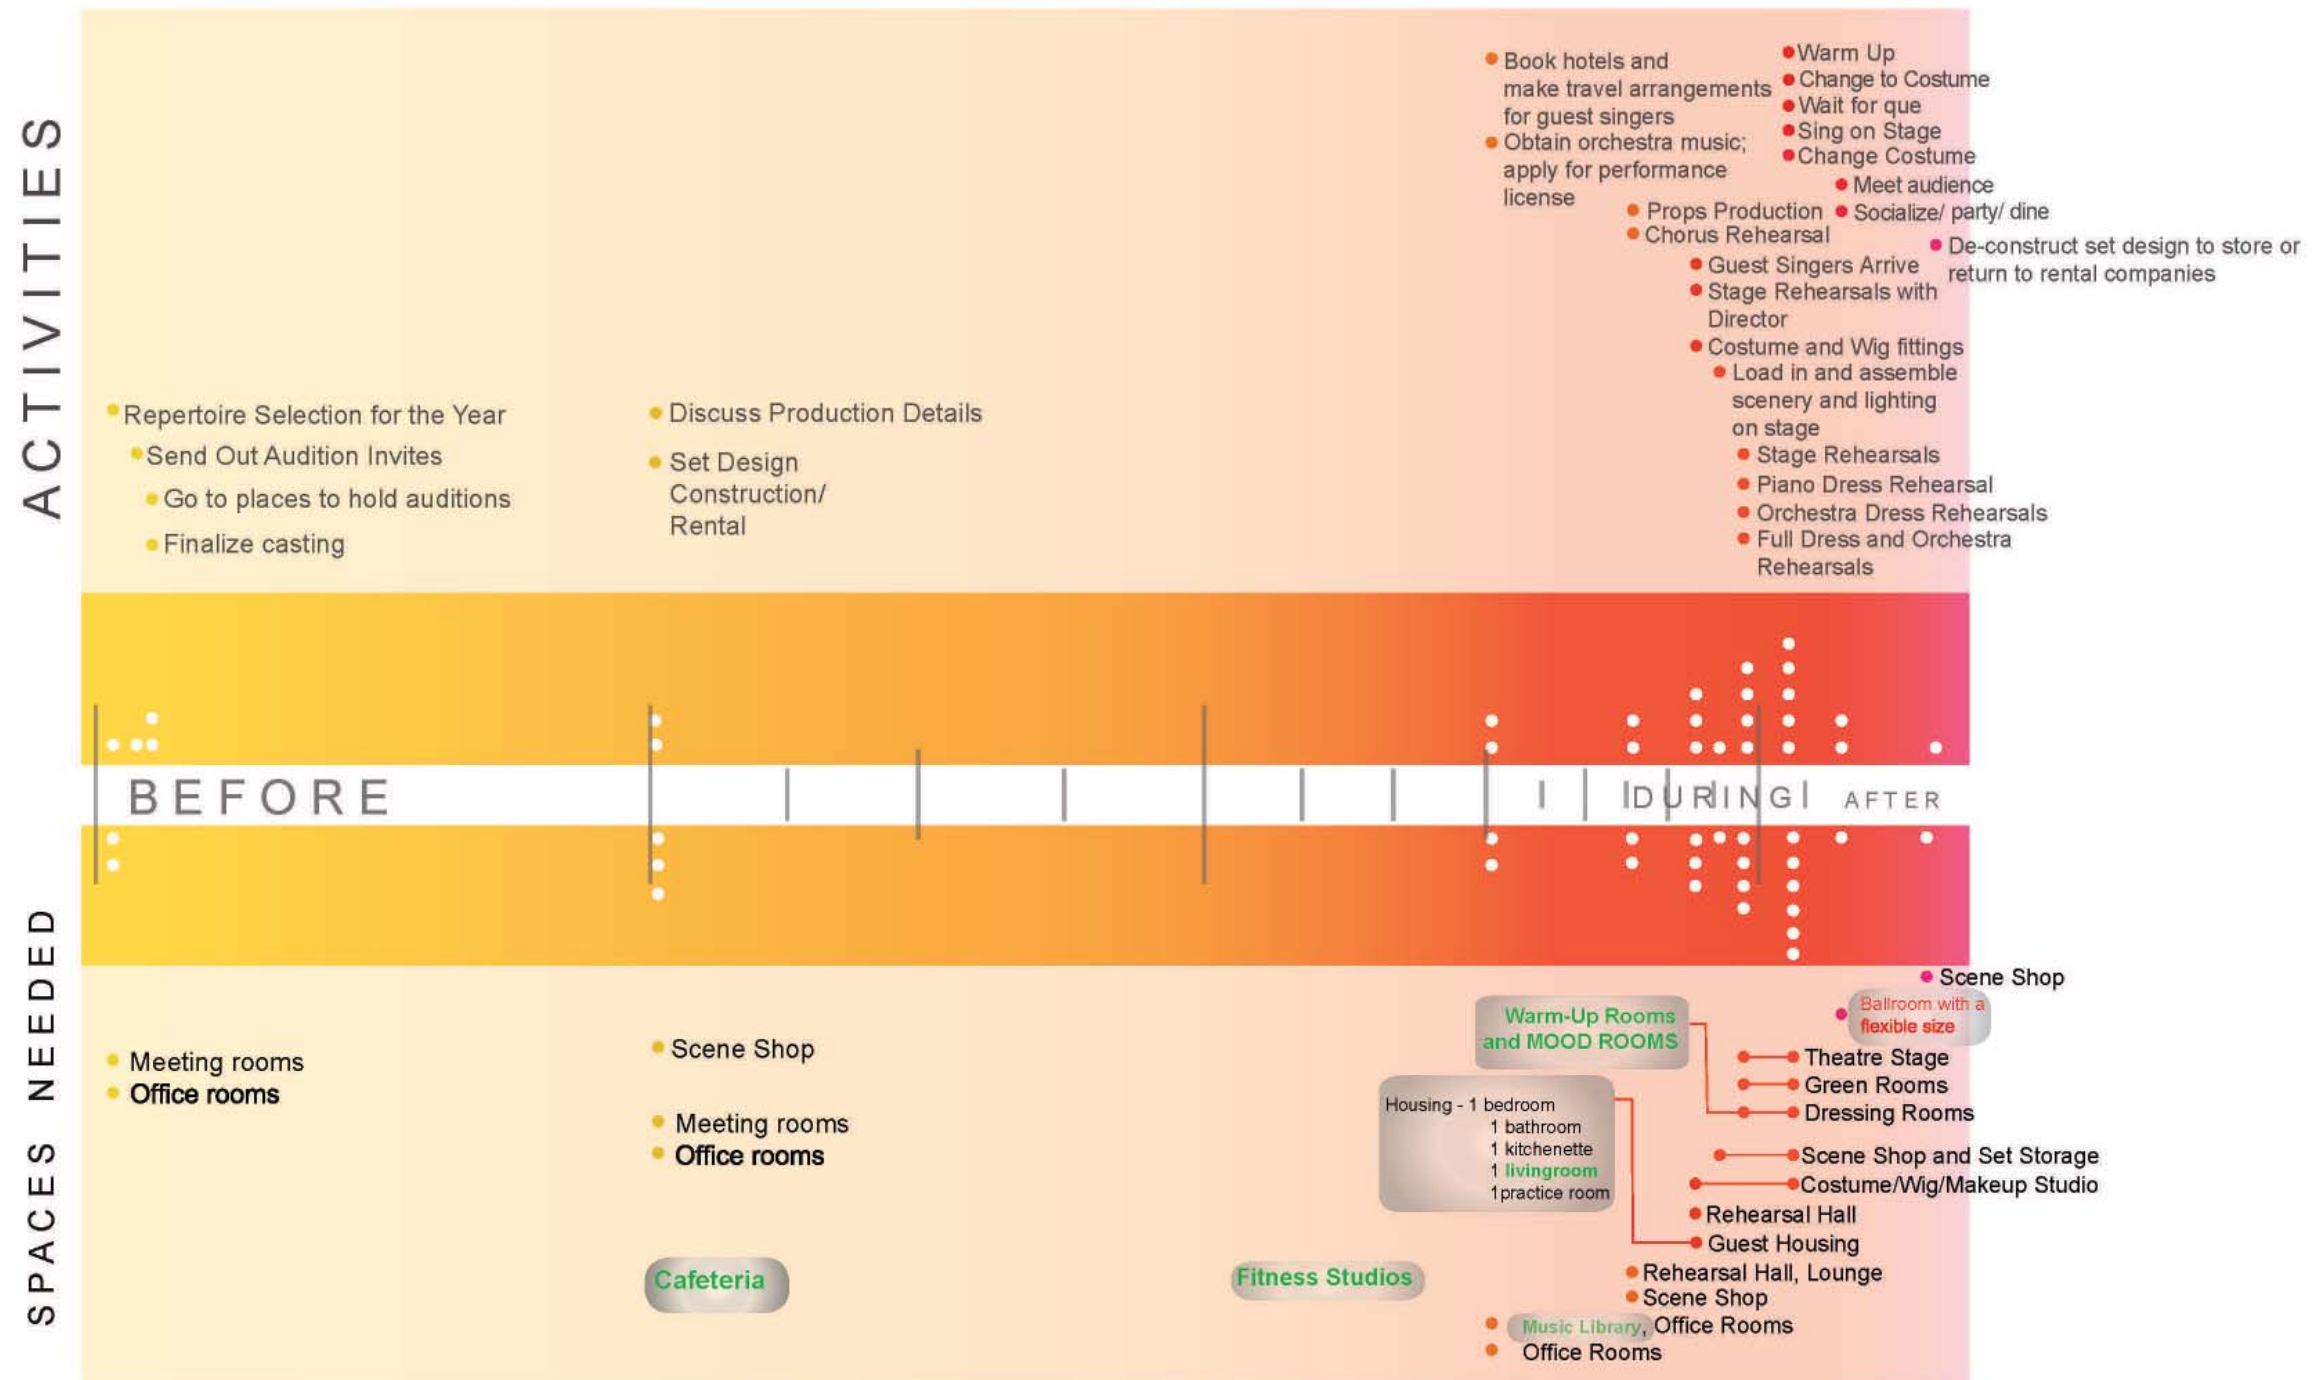 ACTIVITIES
Repertoire Selection for the Year
Send Out Audition Invites
Go to places to hold auditions
Finalize casting
Discuss Production Details
Set Design
Construction/
Rental
Book hotels and
make travel arrangements
for guest singers
Obtain orchestra music;
apply for performance
license
Props Production
Chorus Rehearsal
Guest Singers Arrive
Stage Rehearsals with
Director
Costume and Wig fittings
Load in and assemble
scenery and lighting
on stage
Stage Rehearsals
Piano Dress Rehearsal
Orchestra Dress Rehearsals
Full Dress and Orchestra
Rehearsals
Warm Up
Change to Costume
Wait for que
Sing on Stage
Change Costume
Meet audience
Socialize/ party/ dine
De-construct set design to store or
return to rental companies
BEFORE
DURING
AFTER
SPACES NEEDED
Meeting rooms
Office rooms
Scene Shop
Meeting rooms
Office rooms
Cafeteria
Fitness Studios
Warm-Up Rooms
and MOOD ROOMS
Housing - 1 bedroom
1 bathroom
1 kitchenette
1 livingroom
1practice room
Scene Shop
Ballroom with a
flexible size
Theatre Stage
Green Rooms
Dressing Rooms
Scene Shop and Set Storage
Costume/Wig/Makeup Studio
Rehearsal Hall
Guest Housing
Rehearsal Hall, Lounge
Scene Shop
Music Library, Office Rooms
Office Rooms